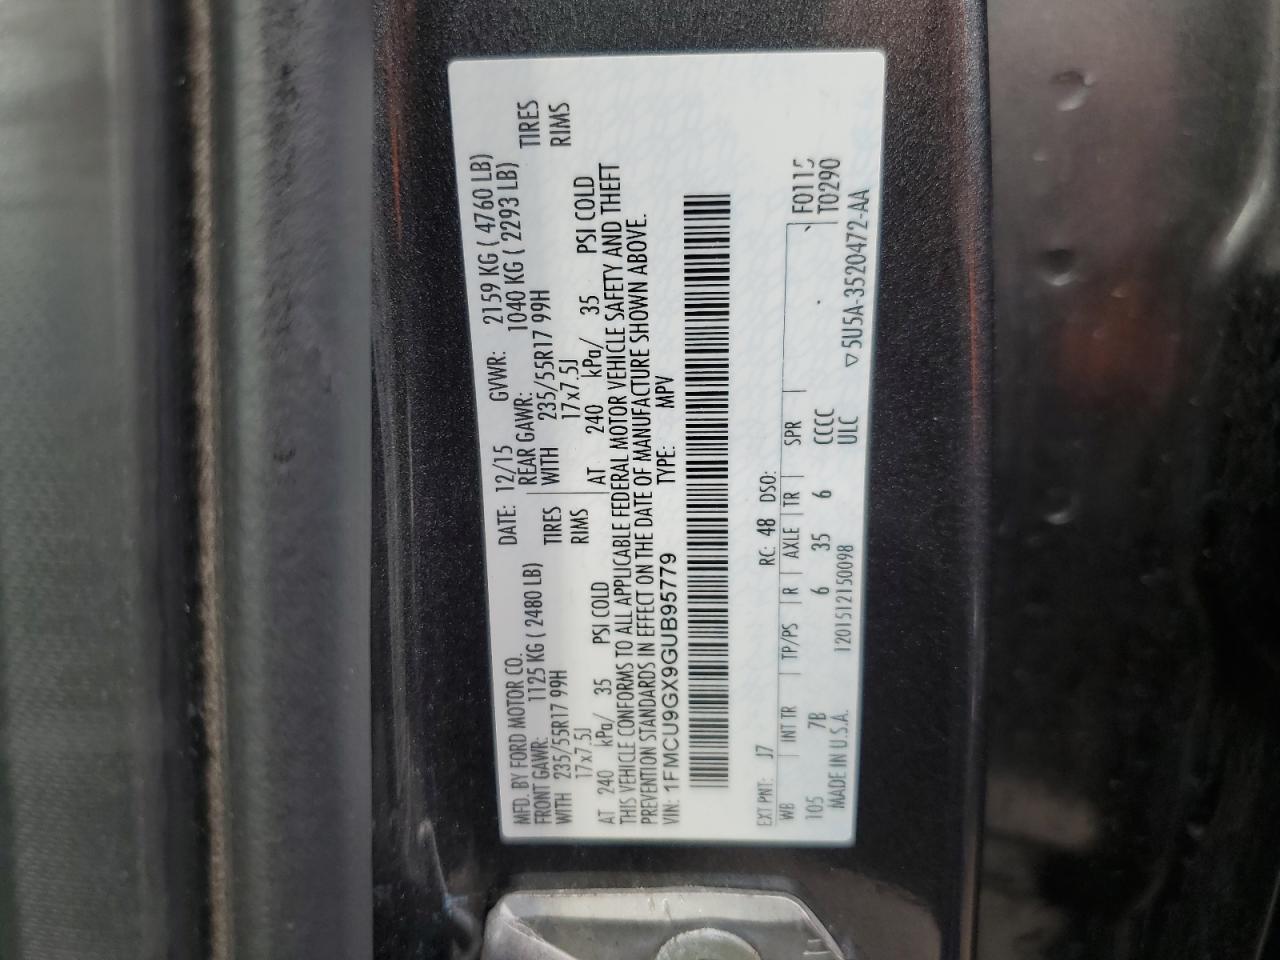 MFD. BY FORD MOTOR CO.
DATE: 12/15 GVWR: 2159 KG ( 4760 LB)
FRONT GAWR: 1125 KG ( 2480 LB)
REAR GAWR: 1040 KG ( 2293 LB)
WITH 235/55R17 99H TIRES
WITH 235/55R17 99H TIRES
17x7.5J RIMS
17x7.5J RIMS
AT 240 kPa/ 35 PSI COLD
AT 240 kPa/ 35 PSI COLD
THIS VEHICLE CONFORMS TO ALL APPLICABLE FEDERAL MOTOR VEHICLE SAFETY AND THEFT
PREVENTION STANDARDS IN EFFECT ON THE DATE OF MANUFACTURE SHOWN ABOVE.
VIN: 1FMCU9GX9GUB95779 TYPE: MPV
EXT PNT: J7 RC: 48 DSO: F0115
WB INT TR TP/PS R AXLE TR SPR T0290
105 7B 6 35 6 CCCC
MADE IN U.S.A. 1201512150098 ULC ▽5U5A-3520472-AA